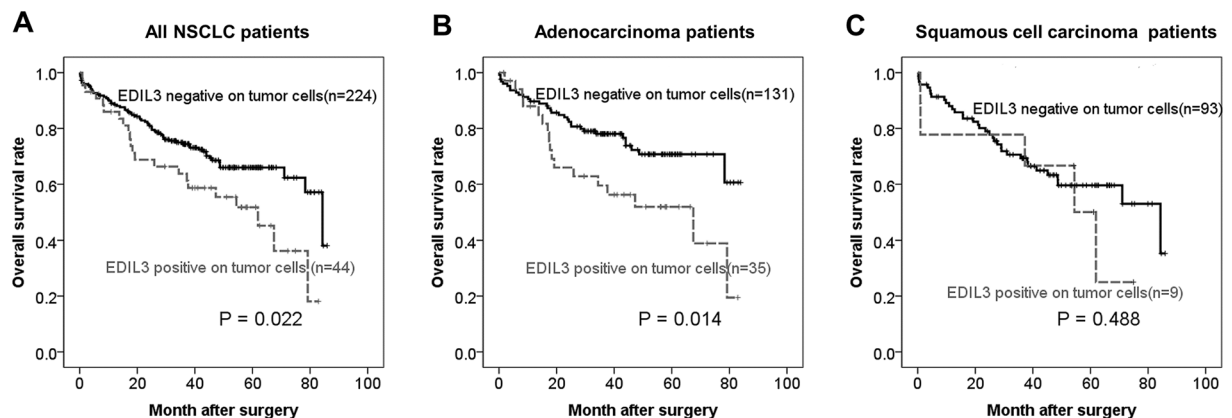 A
All NSCLC patients
Overall survival rate
1.0
0.8
0.6
0.4
0.2
0.0
EDIL3 negative on tumor cells(n=224)
EDIL3 positive on tumor cells(n=44)
P = 0.022
0 20 40 60 80 100
Month after surgery
B
Adenocarcinoma patients
Overall survival rate
1.0
0.8
0.6
0.4
0.2
0.0
EDIL3 negative on tumor cells(n=131)
EDIL3 positive on tumor cells(n=35)
P = 0.014
0 20 40 60 80 100
Month after surgery
C
Squamous cell carcinoma patients
Overall survival rate
1.0
0.8
0.6
0.4
0.2
0.0
EDIL3 negative on tumor cells(n=93)
EDIL3 positive on tumor cells(n=9)
P = 0.488
0 20 40 60 80 100
Month after surgery